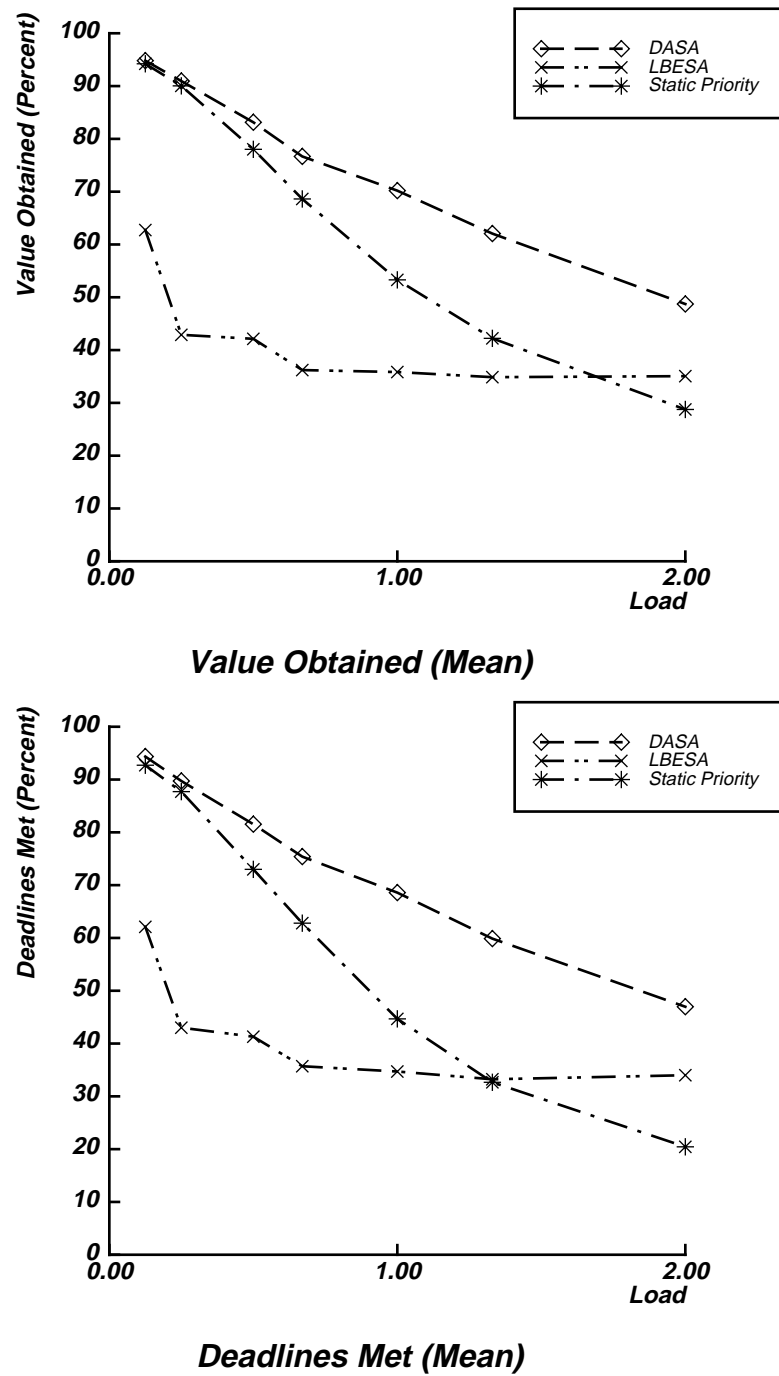 Value Obtained (Percent)
100
90
80
70
60
50
40
30
20
10
0
0.00
1.00
2.00
Load
DASA
LBESA
Static Priority
Value Obtained (Mean)
Deadlines Met (Percent)
100
90
80
70
60
50
40
30
20
10
0
0.00
1.00
2.00
Load
DASA
LBESA
Static Priority
Deadlines Met (Mean)